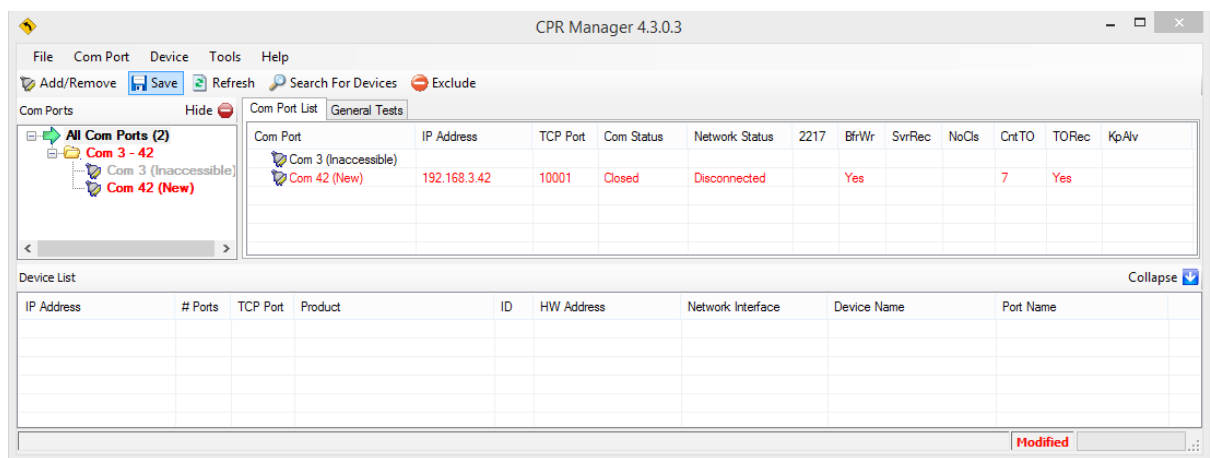 CPR Manager 4.3.0.3
File Com Port Device Tools Help
Add/Remove Save Refresh Search For Devices Exclude
Com Ports Hide Com Port List General Tests
All Com Ports (2)
Com 3 - 42
Com 3 (Inaccessible)
Com 42 (New)
Com Port IP Address TCP Port Com Status Network Status 2217 BfrWr SvrRec NoCls CntTO TORec KpAlv
Com 3 (Inaccessible)
Com 42 (New) 192.168.3.42 10001 Closed Disconnected Yes 7 Yes
Device List Collapse
IP Address # Ports TCP Port Product ID HW Address Network Interface Device Name Port Name
Modified